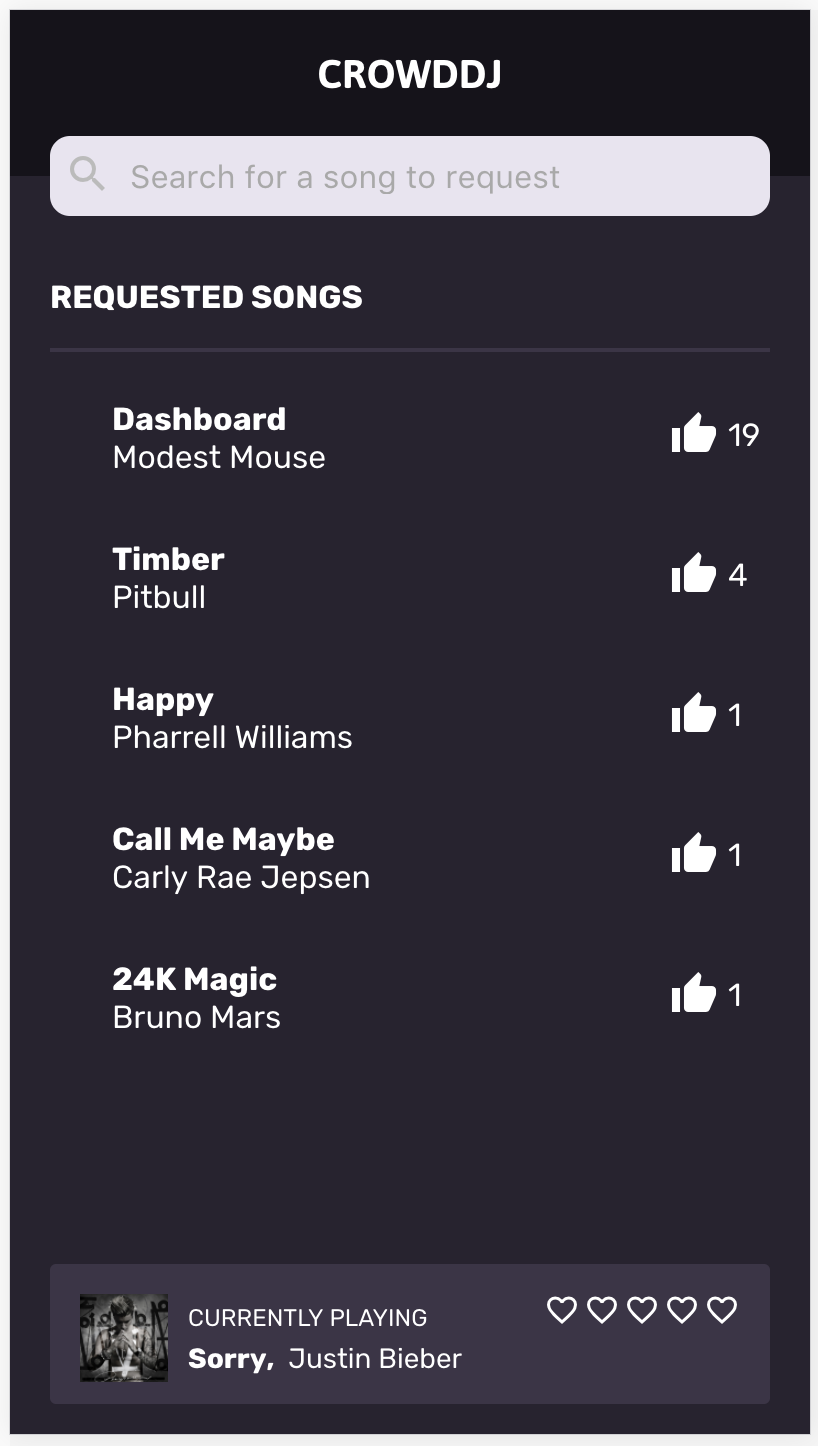 CROWDDJ
Search for a song to request
REQUESTED SONGS
Dashboard
Modest Mouse
19
Timber
Pitbull
4
Happy
Pharrell Williams
1
Call Me Maybe
Carly Rae Jepsen
1
24K Magic
Bruno Mars
1
CURRENTLY PLAYING
Sorry, Justin Bieber